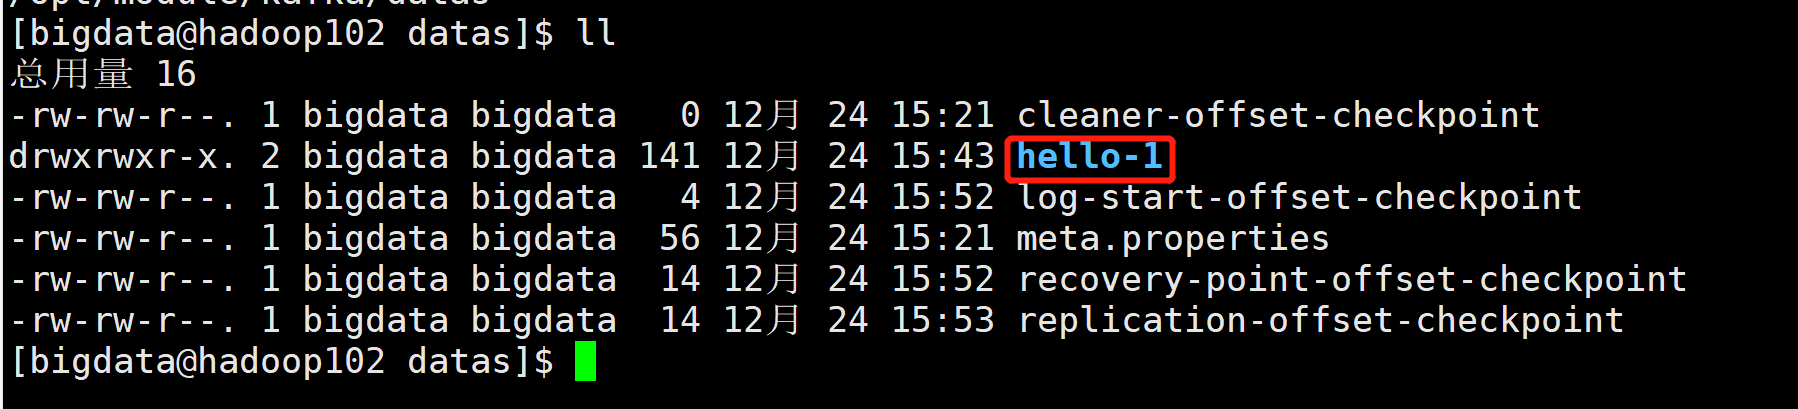 /opt/module/kafka/datas
[bigdata@hadoop102 datas]$ ll
总用量 16
-rw-rw-r--. 1 bigdata bigdata   0 12月 24 15:21 cleaner-offset-checkpoint
drwxrwxr-x. 2 bigdata bigdata 141 12月 24 15:43 hello-1
-rw-rw-r--. 1 bigdata bigdata   4 12月 24 15:52 log-start-offset-checkpoint
-rw-rw-r--. 1 bigdata bigdata  56 12月 24 15:21 meta.properties
-rw-rw-r--. 1 bigdata bigdata  14 12月 24 15:52 recovery-point-offset-checkpoint
-rw-rw-r--. 1 bigdata bigdata  14 12月 24 15:53 replication-offset-checkpoint
[bigdata@hadoop102 datas]$